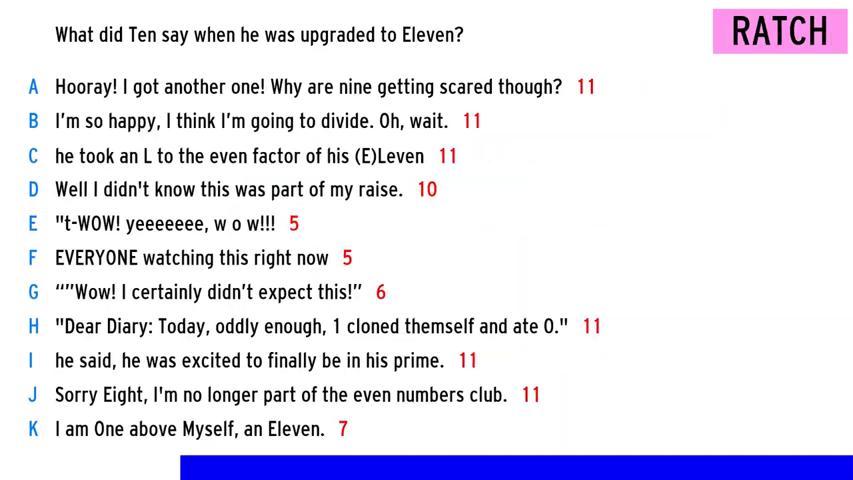 What did Ten say when he was upgraded to Eleven?
RATCH
A Hooray! I got another one! Why are nine getting scared though? 11
B I'm so happy, I think I'm going to divide. Oh, wait. 11
C he took an L to the even factor of his (E)Leven 11
D Well I didn't know this was part of my raise. 10
E "t-WOW! yeeeeeee, w o w!!! 5
F EVERYONE watching this right now 5
G “”Wow! I certainly didn’t expect this!” 6
H "Dear Diary: Today, oddly enough, 1 cloned themself and ate 0." 11
I he said, he was excited to finally be in his prime. 11
J Sorry Eight, I'm no longer part of the even numbers club. 11
K I am One above Myself, an Eleven. 7